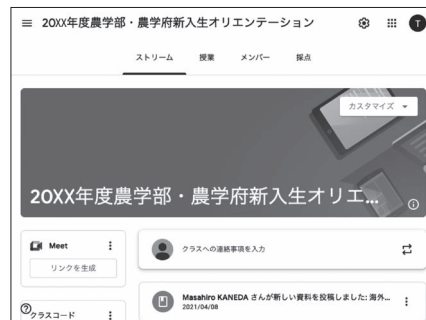 20XX年度農学部・農学府新入生オリエンテーション
T
ストリーム 授業 メンバー 採点
カスタマイズ
20XX年度農学部・農学府新入生オリエ...
Meet
リンクを生成
クラスへの連絡事項を入力
Masahiro KANEDA さんが新しい資料を投稿しました: 海外...
2021/04/08
クラスコード